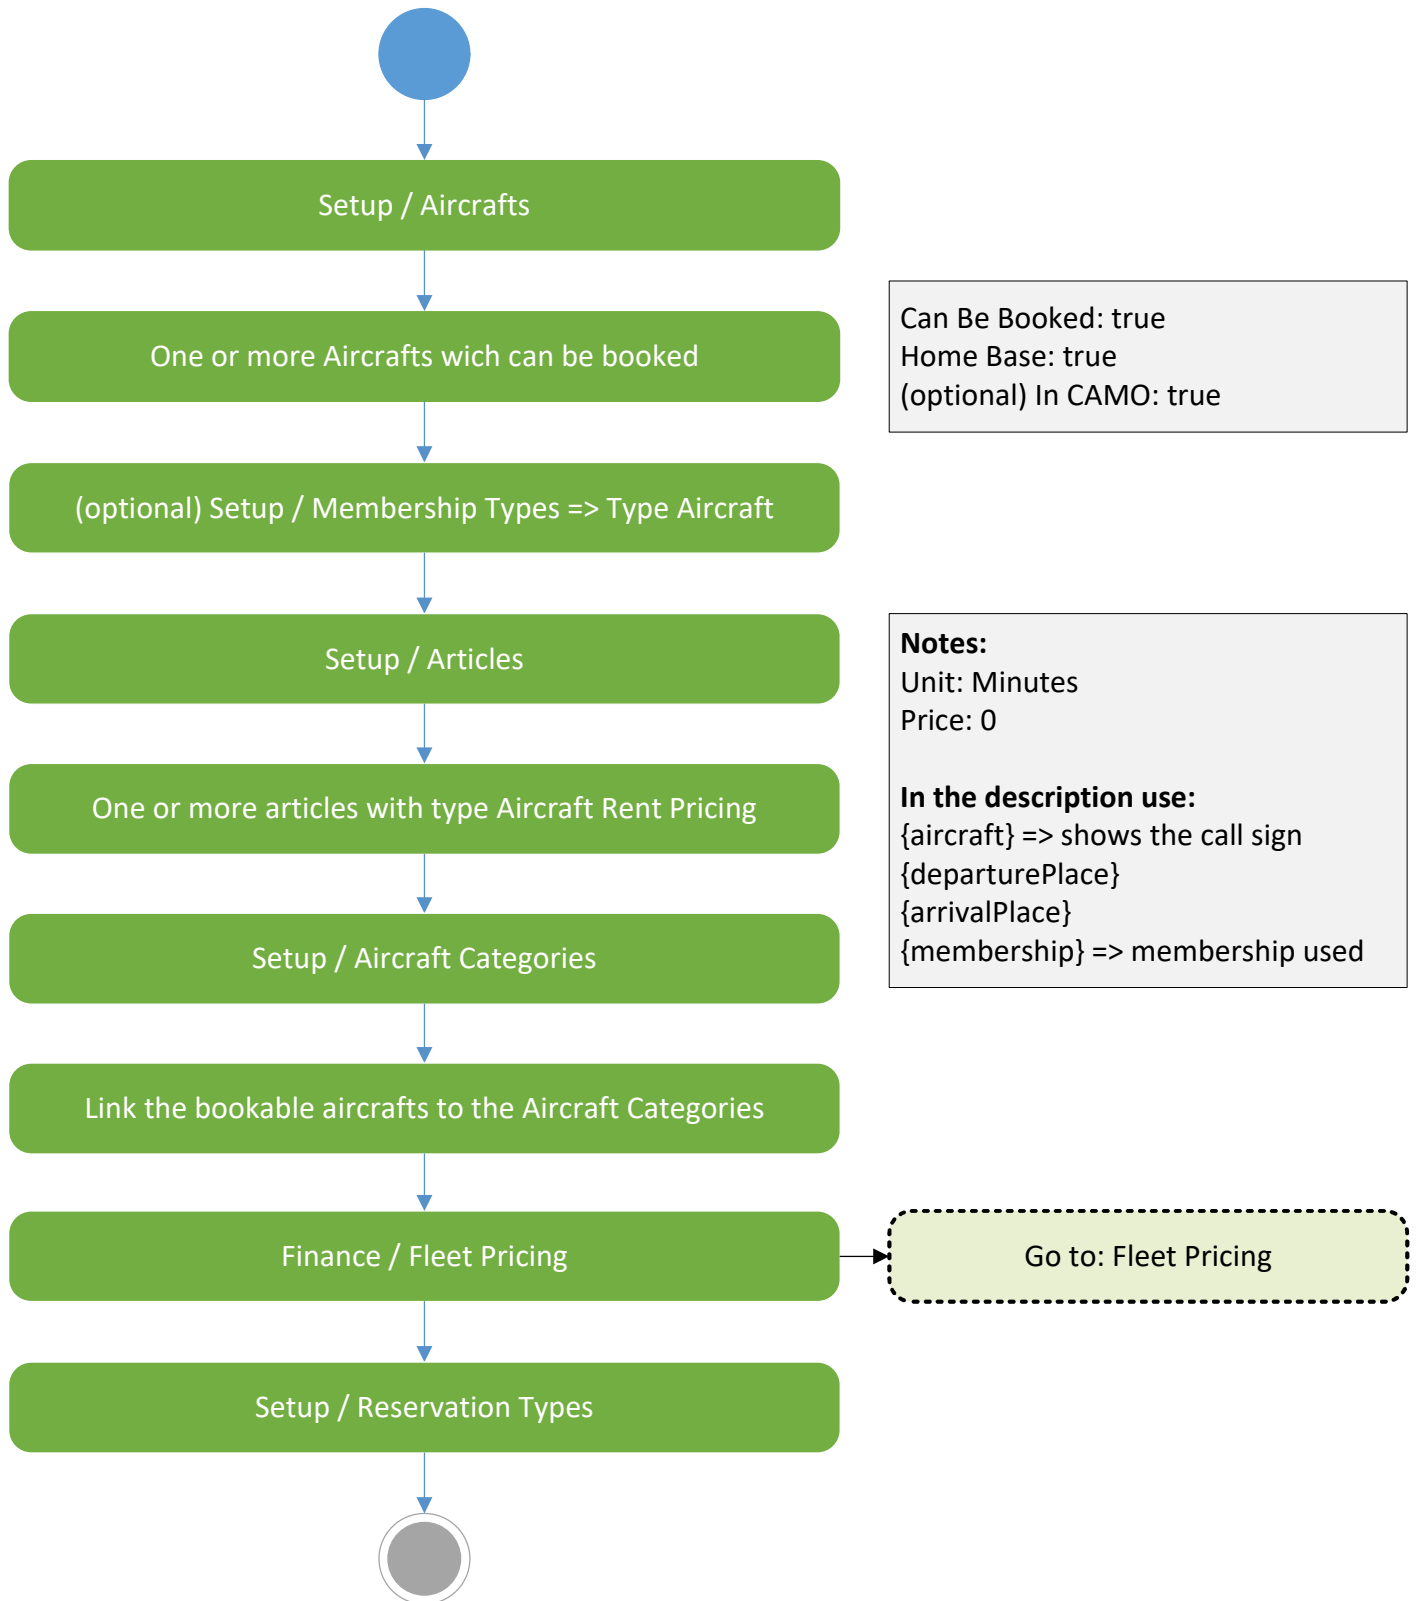 Setup / Aircrafts
One or more Aircrafts wich can be booked
Can Be Booked: true
Home Base: true
(optional) In CAMO: true
(optional) Setup / Membership Types => Type Aircraft
Setup / Articles
One or more articles with type Aircraft Rent Pricing
Notes:
Unit: Minutes
Price: 0
In the description use:
{aircraft} => shows the call sign
{departurePlace}
{arrivalPlace}
{membership} => membership used
Setup / Aircraft Categories
Link the bookable aircrafts to the Aircraft Categories
Finance / Fleet Pricing
Go to: Fleet Pricing
Setup / Reservation Types